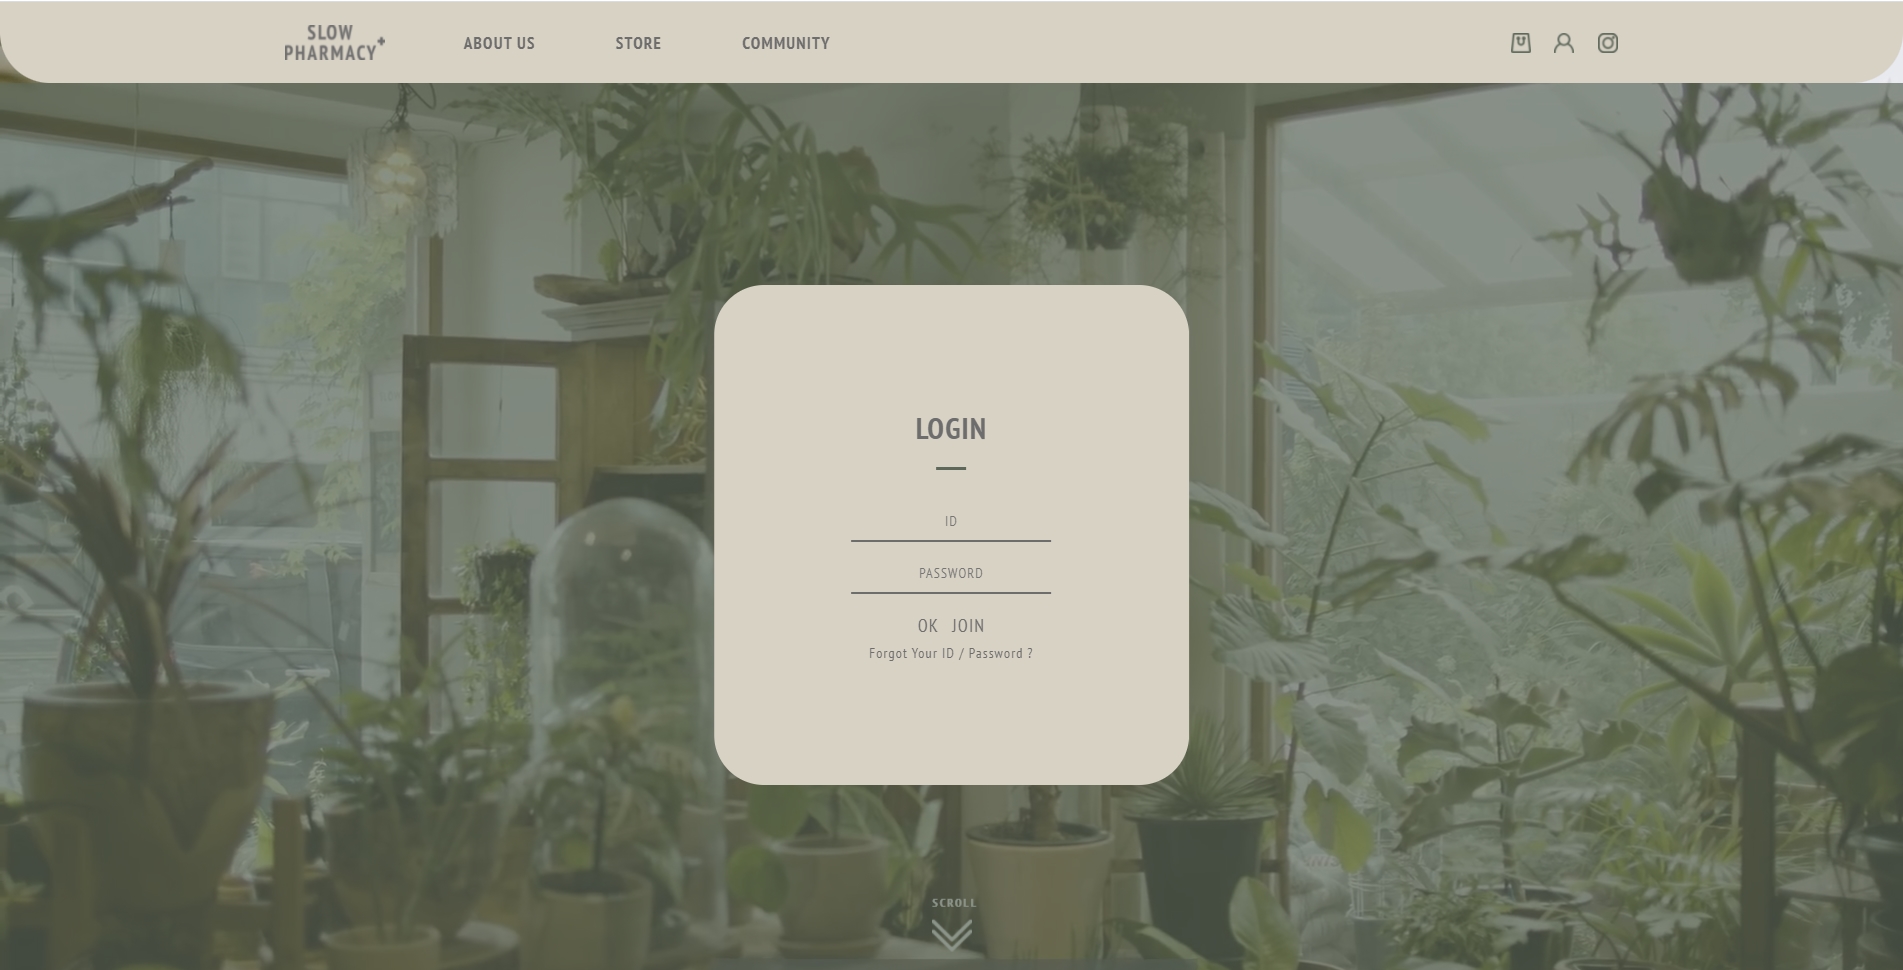 SLOW
PHARMACY+
ABOUT US
STORE
COMMUNITY
LOGIN
ID
PASSWORD
OK JOIN
Forgot Your ID / Password ?
SCROLL